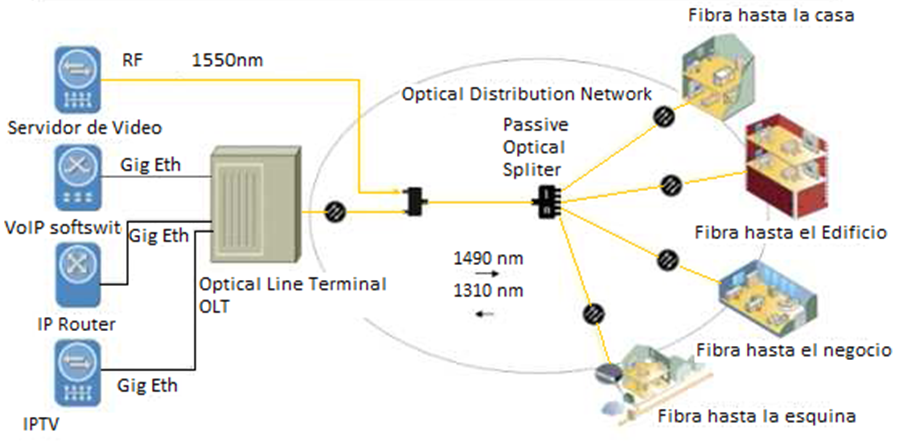 Fibra hasta la casa
RF
1550nm
Servidor de Video
Optical Distribution Network
Passive
Optical
Spliter
Gig Eth
VoIP softswit
Gig Eth
Fibra hasta el Edificio
1490 nm
1310 nm
Optical Line Terminal
OLT
IP Router
Fibra hasta el negocio
Gig Eth
Fibra hasta la esquina
IPTV